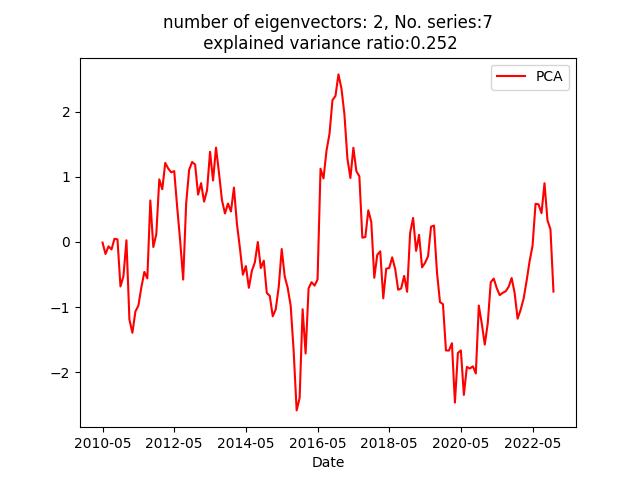 number of eigenvectors: 2, No. series:7
explained variance ratio:0.252
PCA
2
1
0
−1
−2
2010-05 2012-05 2014-05 2016-05 2018-05 2020-05 2022-05
Date